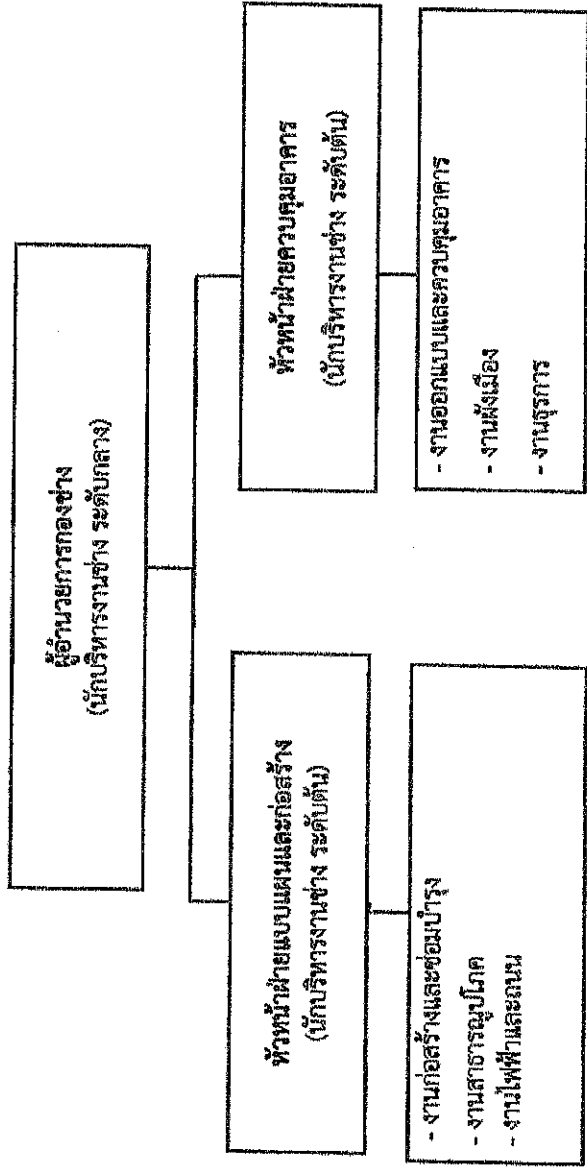 ผู้อำนวยการกองช่าง
(นักบริหารงานช่าง ระดับกลาง)
หัวหน้าฝ่ายแบบแผนและก่อสร้าง
(นักบริหารงานช่าง ระดับต้น)
- งานก่อสร้างและซ่อมบำรุง
- งานสาธารณูปโภค
- งานไฟฟ้าและถนน
หัวหน้าฝ่ายควบคุมอาคาร
(นักบริหารงานช่าง ระดับต้น)
- งานออกแบบและควบคุมอาคาร
- งานผังเมือง
- งานธุรการ